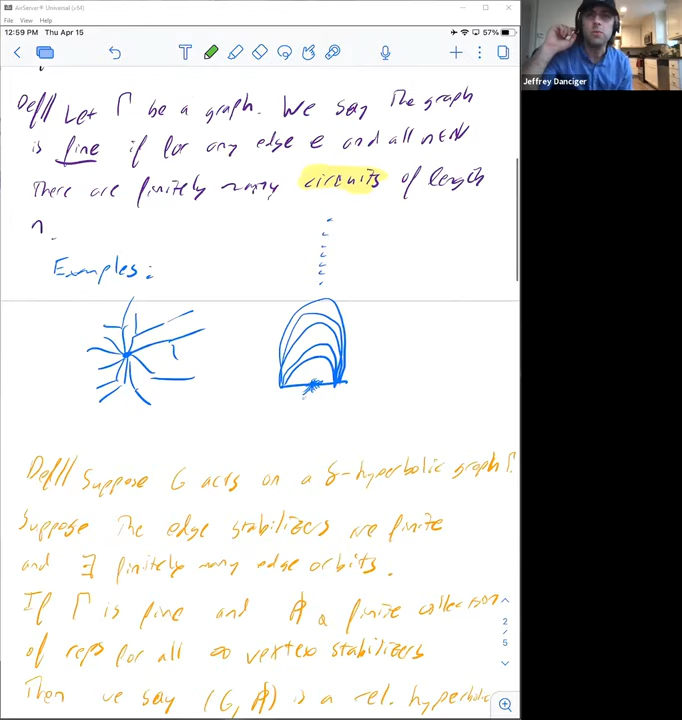 AirServer® Universal (x64)
File View Help
12:59 PM Thu Apr 15
57%
Jeffrey Danciger
Def// Let Γ be a graph. We say the graph
is fine if for any edge e and all n∈N
There are finitely many circuits of length
n.
Examples:
Def// Suppose G acts on a δ-hyperbolic graph Γ.
Suppose the edge stabilizers are finite
and ∃ finitely many edge orbits.
If Γ is fine and ℙ a finite collection
of reps for all ∞ vertex stabilizers
Then we say (G, ℙ) is a rel. hyperbolic
2
/
5